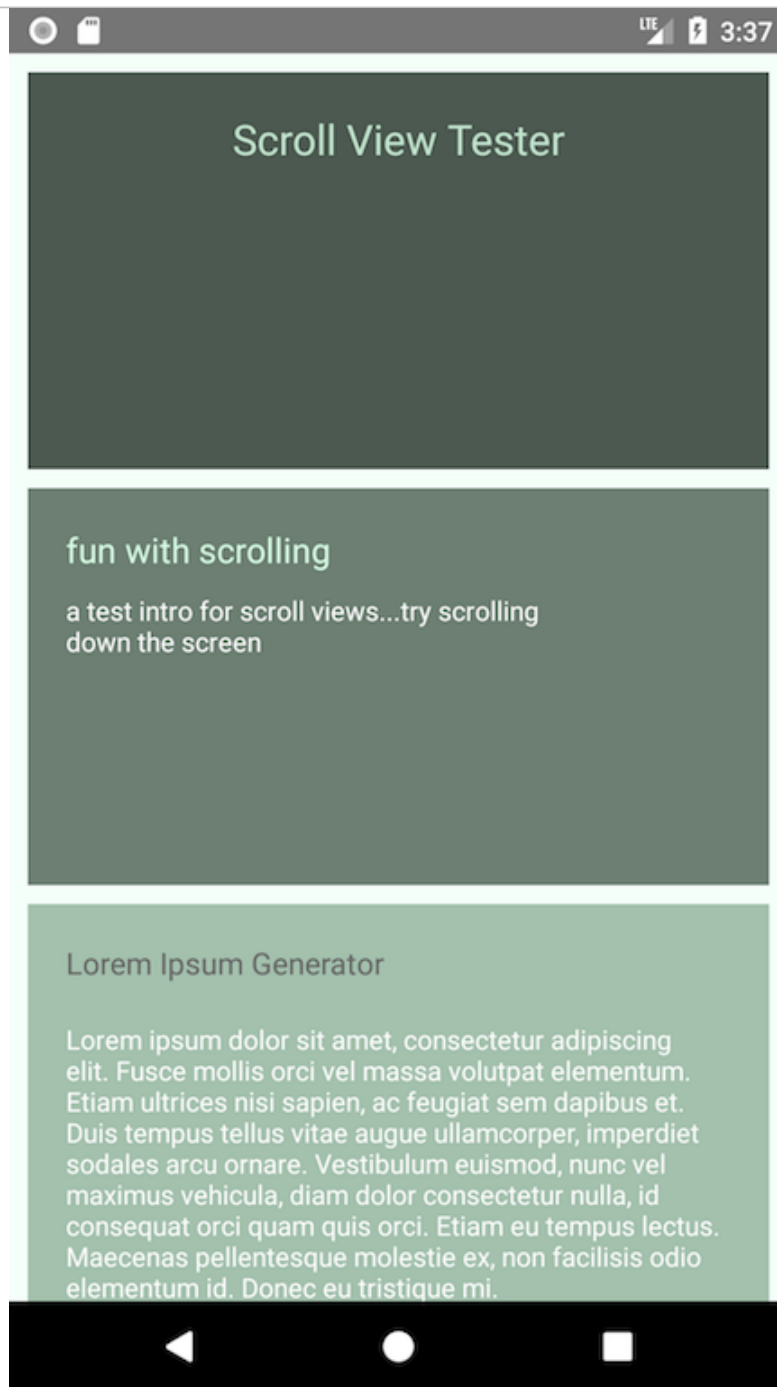 LTE 3:37
Scroll View Tester
fun with scrolling
a test intro for scroll views...try scrolling
down the screen
Lorem Ipsum Generator
Lorem ipsum dolor sit amet, consectetur adipiscing
elit. Fusce mollis orci vel massa volutpat elementum.
Etiam ultrices nisi sapien, ac feugiat sem dapibus et.
Duis tempus tellus vitae augue ullamcorper, imperdiet
sodales arcu ornare. Vestibulum euismod, nunc vel
maximus vehicula, diam dolor consectetur nulla, id
consequat orci quam quis orci. Etiam eu tempus lectus.
Maecenas pellentesque molestie ex, non facilisis odio
elementum id. Donec eu tristique mi.